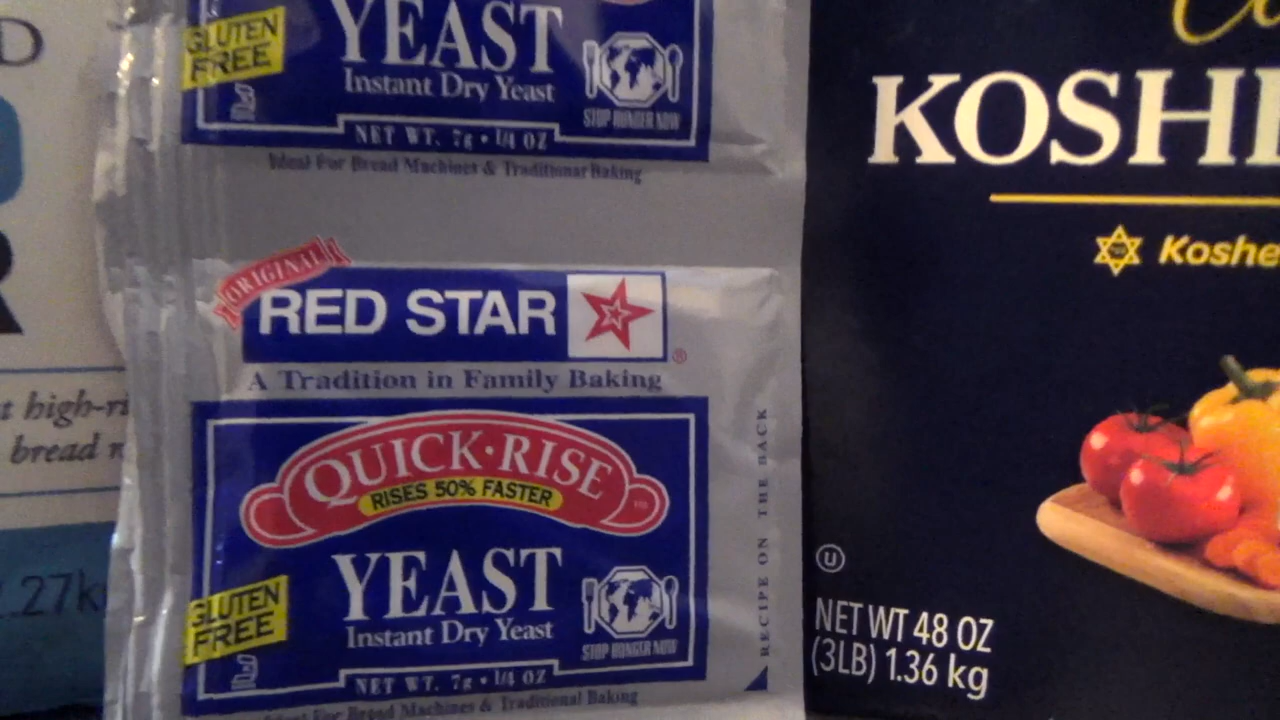 D
R
t high-ri
bread
.27k
GLUTEN
FREE
YEAST
Instant Dry Yeast
STOP HUNGER NOW
NET WT. 7g • 1/4 OZ
Ideal For Bread Machines & Traditional Baking
ORIGINAL
RED STAR
®
A Tradition in Family Baking
QUICK·RISE
RISES 50% FASTER
YEAST
Instant Dry Yeast
GLUTEN
FREE
STOP HUNGER NOW
NET WT. 7g • 1/4 OZ
Ideal For Bread Machines & Traditional Baking
RECIPE ON THE BACK
KOSHE
Koshe
U
NET WT 48 OZ
(3LB) 1.36 kg